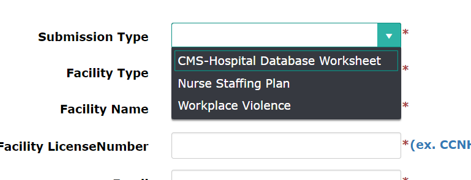 Submission Type *
CMS-Hospital Database Worksheet
Facility Type *
Nurse Staffing Plan
Facility Name *
Workplace Violence
Facility LicenseNumber *(ex. CCNH